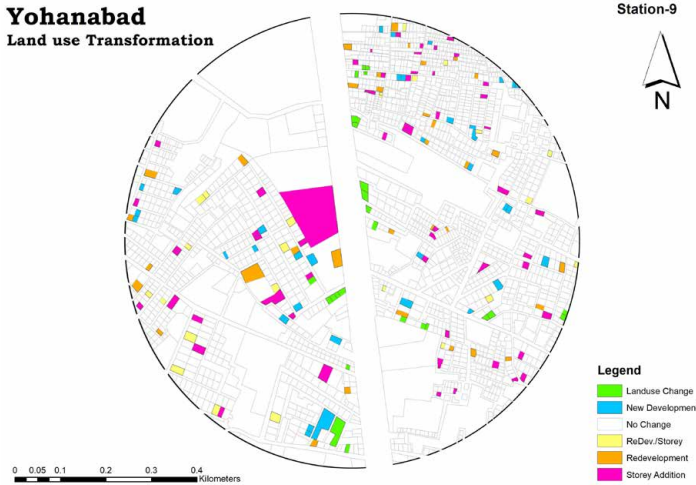 Yohanabad
Land use Transformation
Station-9
N
Legend
Landuse Change
New Developmen
No Change
ReDev./Storey
Redevelopment
Storey Addition
0 0.05 0.1 0.2 0.3 0.4
Kilometers